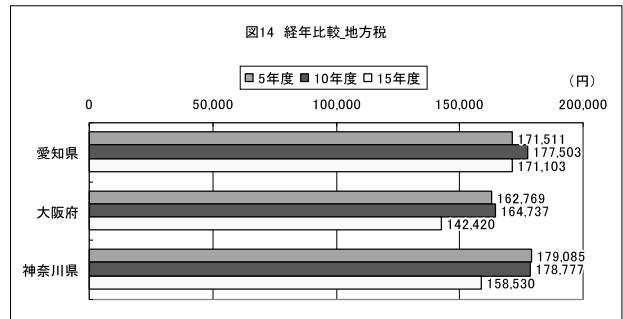 図14 経年比較_地方税
5年度 10年度 15年度
(円)
0 50,000 100,000 150,000 200,000
愛知県
171,511
177,503
171,103
大阪府
162,769
164,737
142,420
神奈川県
179,085
178,777
158,530